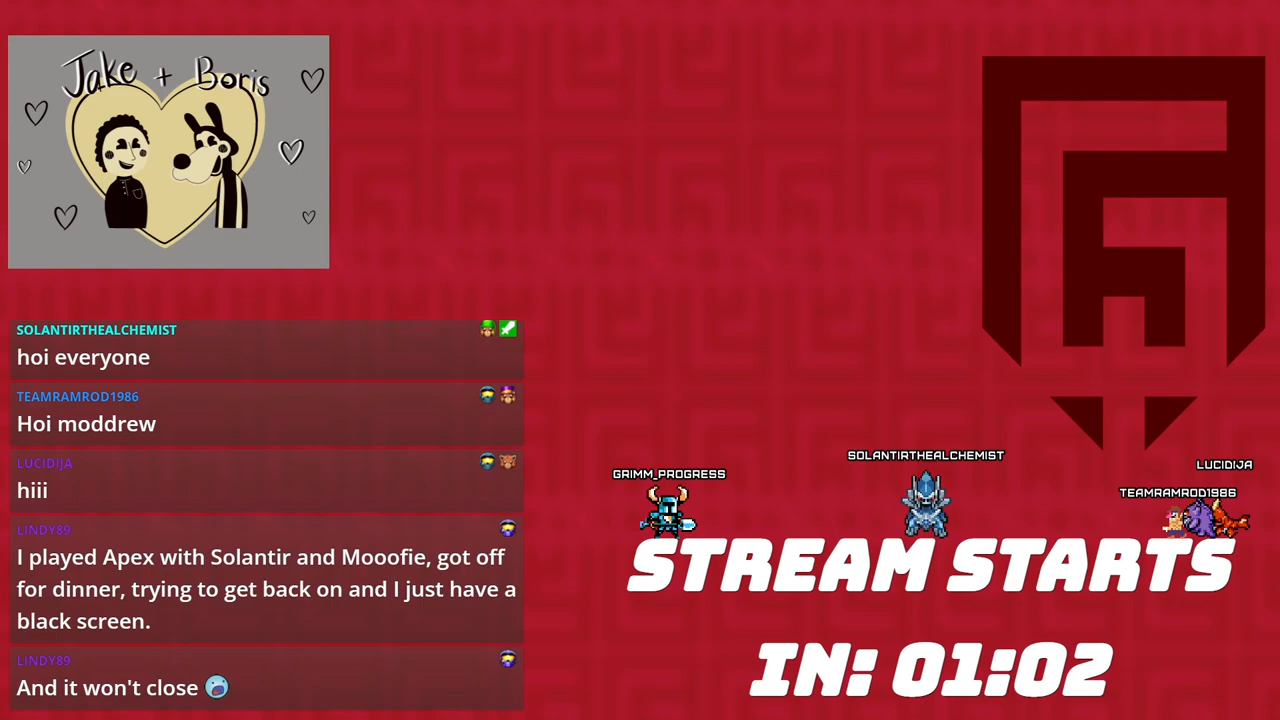 Jake + Boris
SOLANTIRTHEALCHEMIST
hoi everyone
TEAMRAMROD1986
Hoi moddrew
LUCIDIJA
hiii
LINDY89
I played Apex with Solantir and Mooofie, got off
for dinner, trying to get back on and I just have a
black screen.
LINDY89
And it won't close
GRIMM_PROGRESS
SOLANTIRTHEALCHEMIST
LUCIDIJA
TEAMRAMROD1986
STREAM STARTS
IN: 01:02